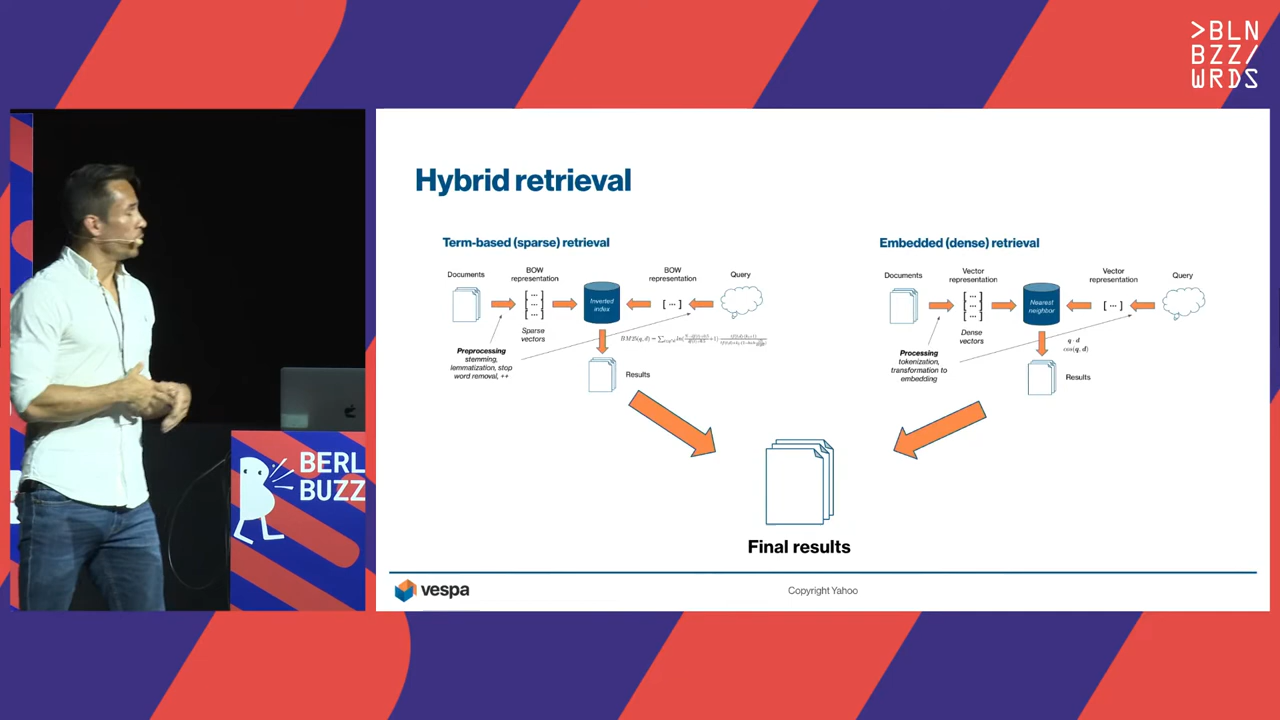 >BLN
BZZ/
WRDS
Hybrid retrieval
Term-based (sparse) retrieval
Documents
BOW
representation
BOW
representation
Query
[ ... ]
Inverted
index
Sparse
vectors
Preprocessing
stemming,
lemmatization, stop
word removal, ++
Results
Embedded (dense) retrieval
Documents
Vector
representation
Vector
representation
Query
[ ... ]
Nearest
neighbor
Dense
vectors
Processing
tokenization,
transformation to
embedding
q · d
cos(q, d)
Results
Final results
vespa
Copyright Yahoo
BERL
BUZZ